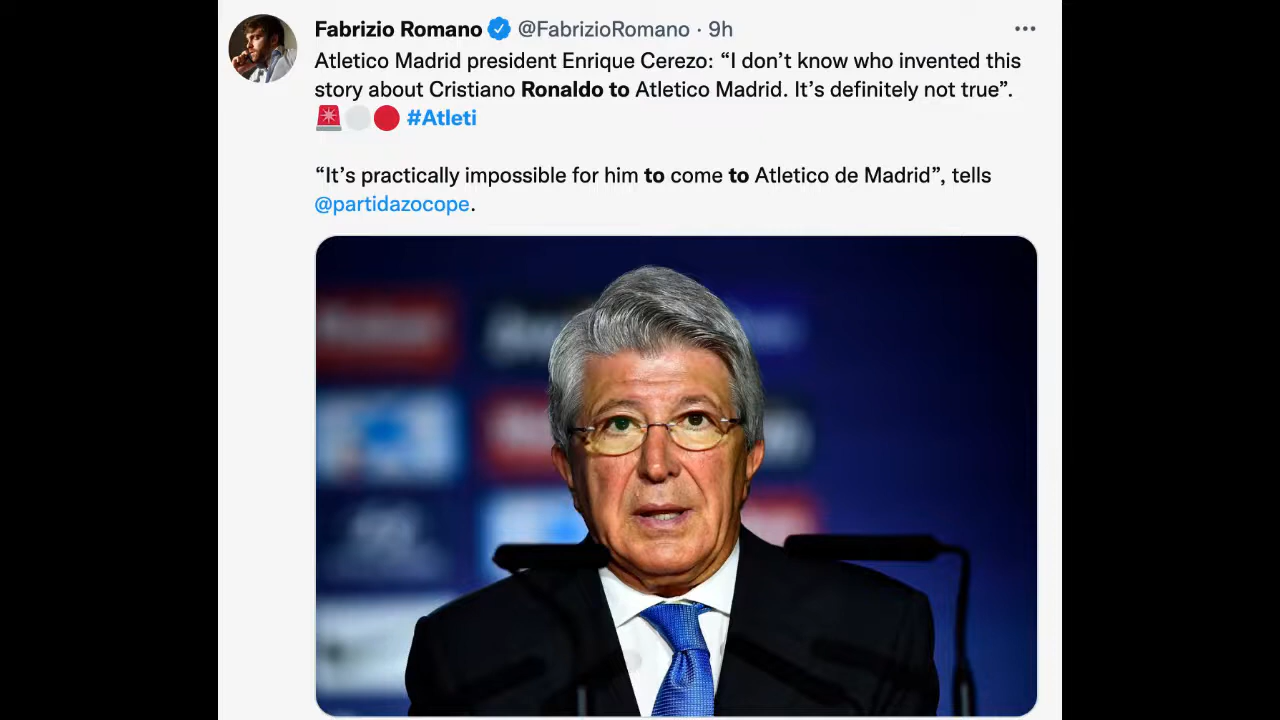 Fabrizio Romano @FabrizioRomano · 9h
Atletico Madrid president Enrique Cerezo: “I don’t know who invented this
story about Cristiano Ronaldo to Atletico Madrid. It’s definitely not true”.
🚨⚪️🔴 #Atleti
“It’s practically impossible for him to come to Atletico de Madrid”, tells
@partidazocope.